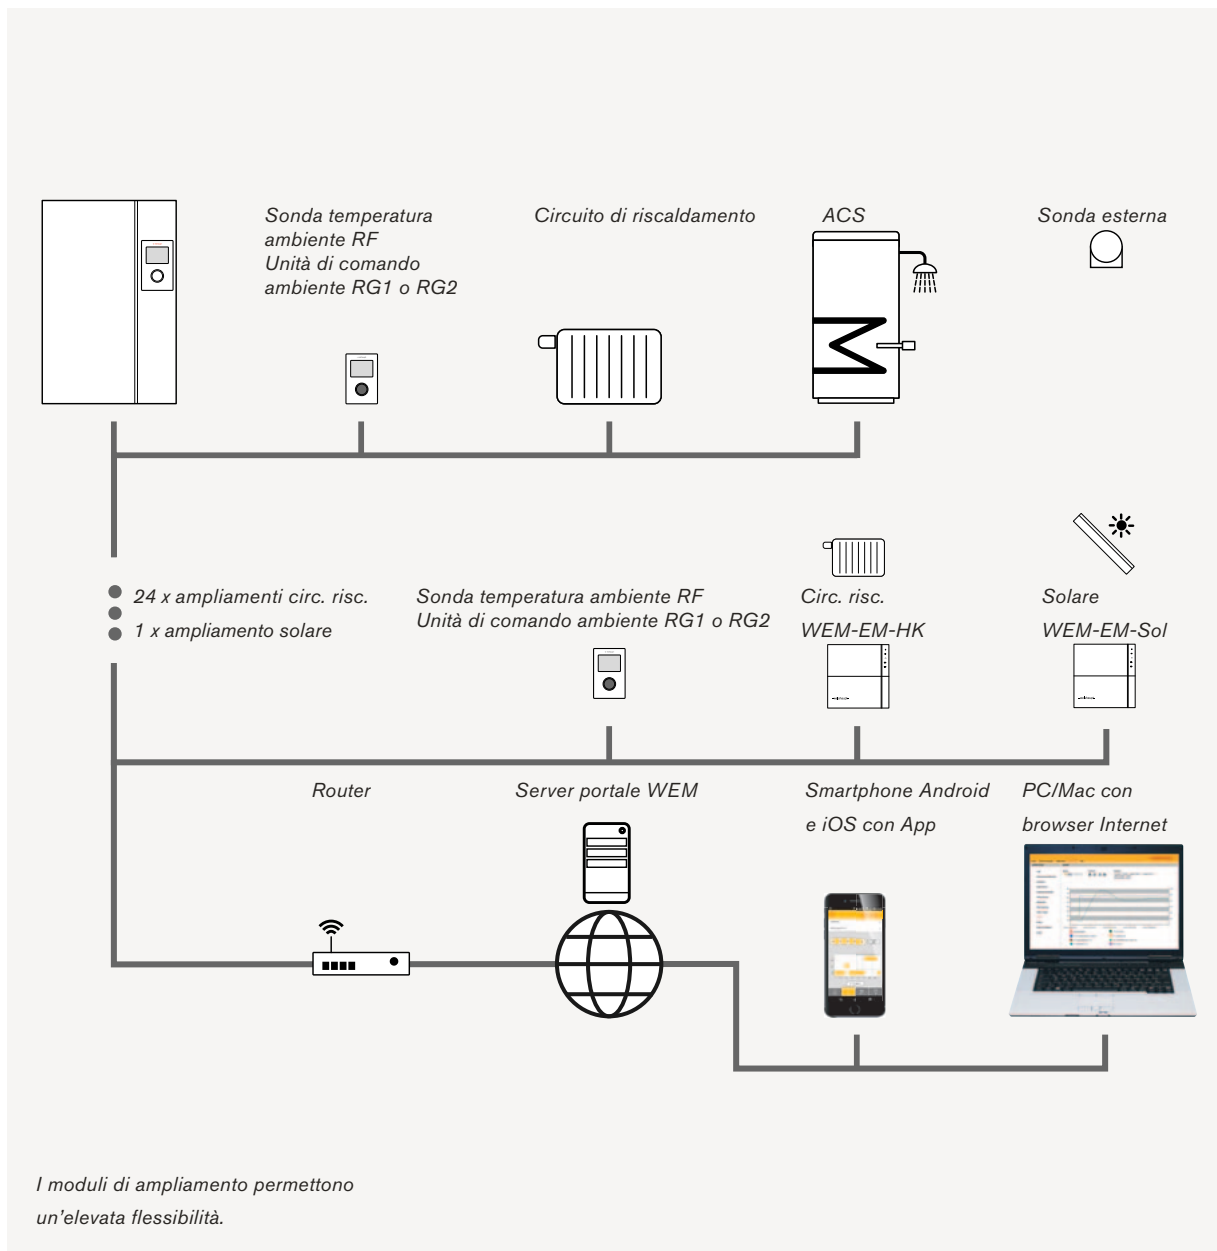 Sonda temperatura
ambiente RF
Unità di comando
ambiente RG1 o RG2
Circuito di riscaldamento
ACS
Sonda esterna
24 x ampliamenti circ. risc.
1 x ampliamento solare
Sonda temperatura ambiente RF
Unità di comando ambiente RG1 o RG2
Circ. risc.
WEM-EM-HK
Solare
WEM-EM-Sol
Router
Server portale WEM
Smartphone Android
e iOS con App
PC/Mac con
browser Internet
I moduli di ampliamento permettono
un'elevata flessibilità.